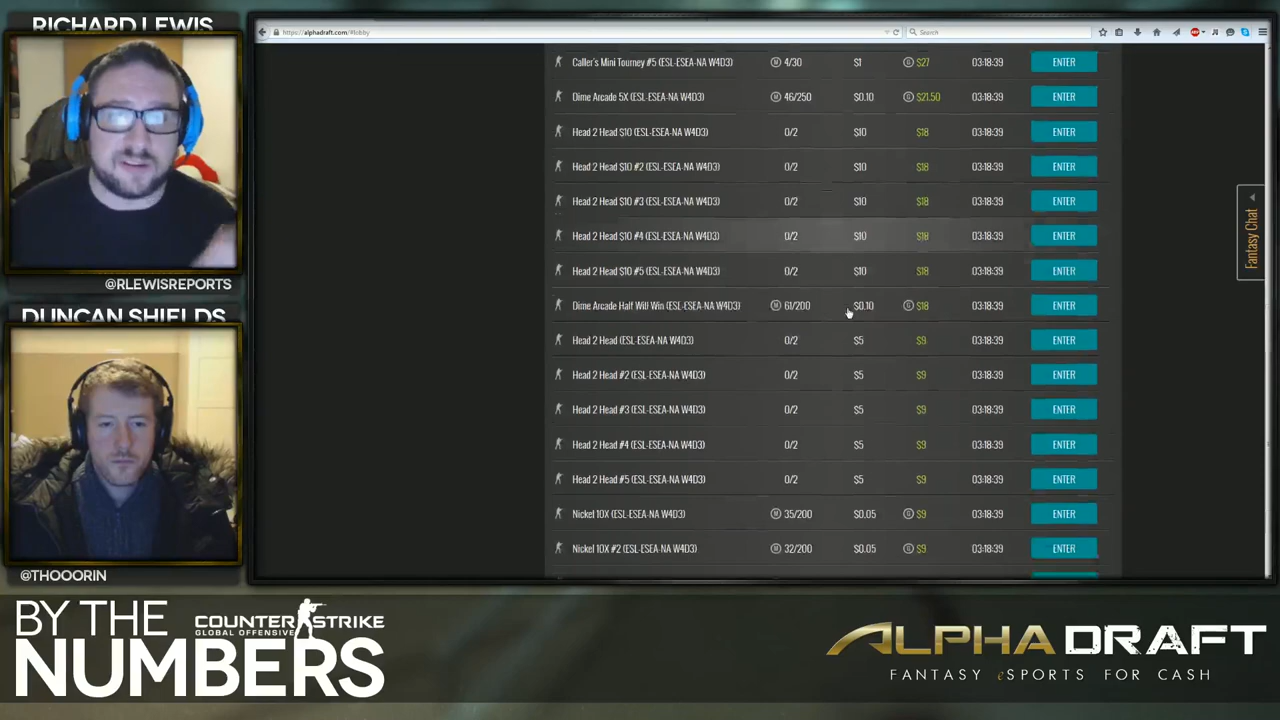 RICHARD LEWIS
@RLEWISREPORTS
DUNCAN SHIELDS
@THOOORIN
https://alphadraft.com/#lobby
Search
Caller's Mini Tourney #5 (ESL-ESEA-NA W4D3) M 4/30 $1 G $27 03:18:39 ENTER
Dime Arcade 5X (ESL-ESEA-NA W4D3) M 46/250 $0.10 G $21.50 03:18:39 ENTER
Head 2 Head $10 (ESL-ESEA-NA W4D3) 0/2 $10 $18 03:18:39 ENTER
Head 2 Head $10 #2 (ESL-ESEA-NA W4D3) 0/2 $10 $18 03:18:39 ENTER
Head 2 Head $10 #3 (ESL-ESEA-NA W4D3) 0/2 $10 $18 03:18:39 ENTER
Head 2 Head $10 #4 (ESL-ESEA-NA W4D3) 0/2 $10 $18 03:18:39 ENTER
Head 2 Head $10 #5 (ESL-ESEA-NA W4D3) 0/2 $10 $18 03:18:39 ENTER
Dime Arcade Half Will Win (ESL-ESEA-NA W4D3) M 61/200 $0.10 G $18 03:18:39 ENTER
Head 2 Head (ESL-ESEA-NA W4D3) 0/2 $5 $9 03:18:39 ENTER
Head 2 Head #2 (ESL-ESEA-NA W4D3) 0/2 $5 $9 03:18:39 ENTER
Head 2 Head #3 (ESL-ESEA-NA W4D3) 0/2 $5 $9 03:18:39 ENTER
Head 2 Head #4 (ESL-ESEA-NA W4D3) 0/2 $5 $9 03:18:39 ENTER
Head 2 Head #5 (ESL-ESEA-NA W4D3) 0/2 $5 $9 03:18:39 ENTER
Nickel 10X (ESL-ESEA-NA W4D3) M 35/200 $0.05 G $9 03:18:39 ENTER
Nickel 10X #2 (ESL-ESEA-NA W4D3) M 32/200 $0.05 G $9 03:18:39 ENTER
Fantasy Chat
BY THE
NUMBERS
COUNTER STRIKE
GLOBAL OFFENSIVE
ALPHADRAFT
FANTASY eSPORTS FOR CASH